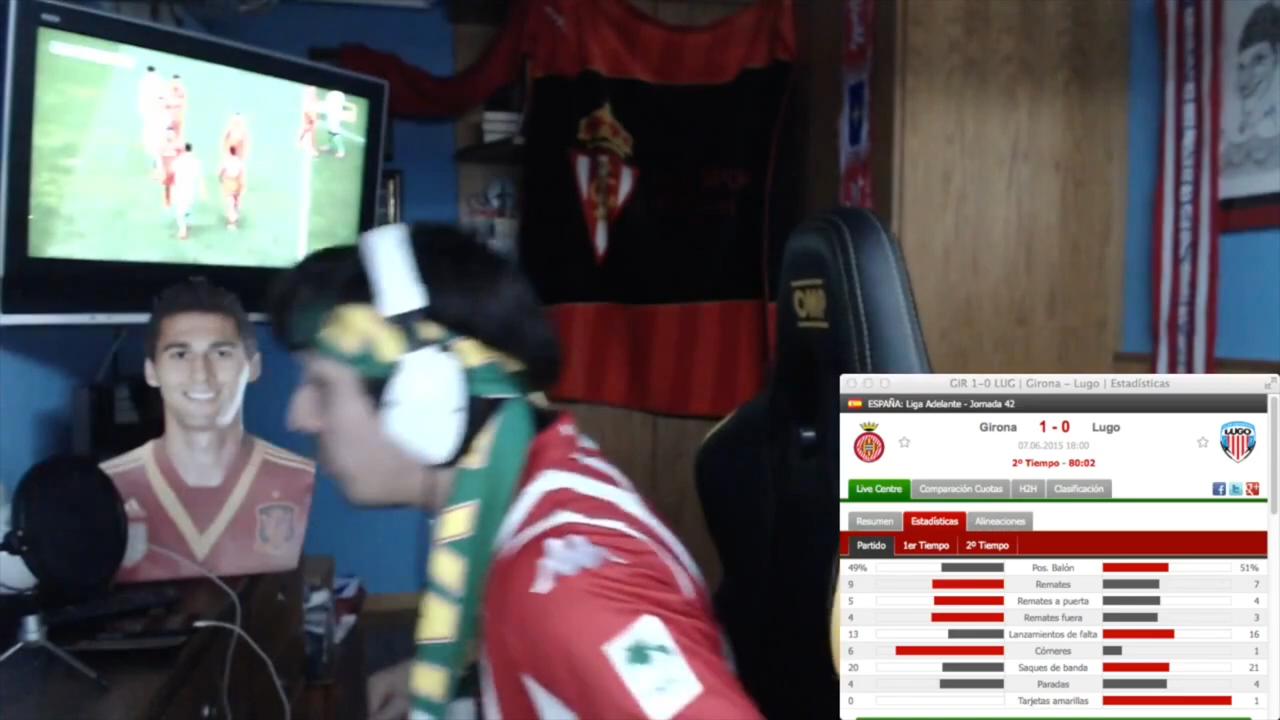 OMP
GIR 1-0 LUG | Girona - Lugo | Estadísticas
ESPAÑA: Liga Adelante - Jornada 42
Girona 1 - 0 Lugo
07.06.2015 18:00
2º Tiempo - 80:02
LUGO
Live Centre Comparación Cuotas H2H Clasificación
Resumen Estadísticas Alineaciones
Partido 1er Tiempo 2º Tiempo
49% Pos. Balón 51%
9 Remates 7
5 Remates a puerta 4
4 Remates fuera 3
13 Lanzamientos de falta 16
6 Córneres 1
20 Saques de banda 21
4 Paradas 4
0 Tarjetas amarillas 1